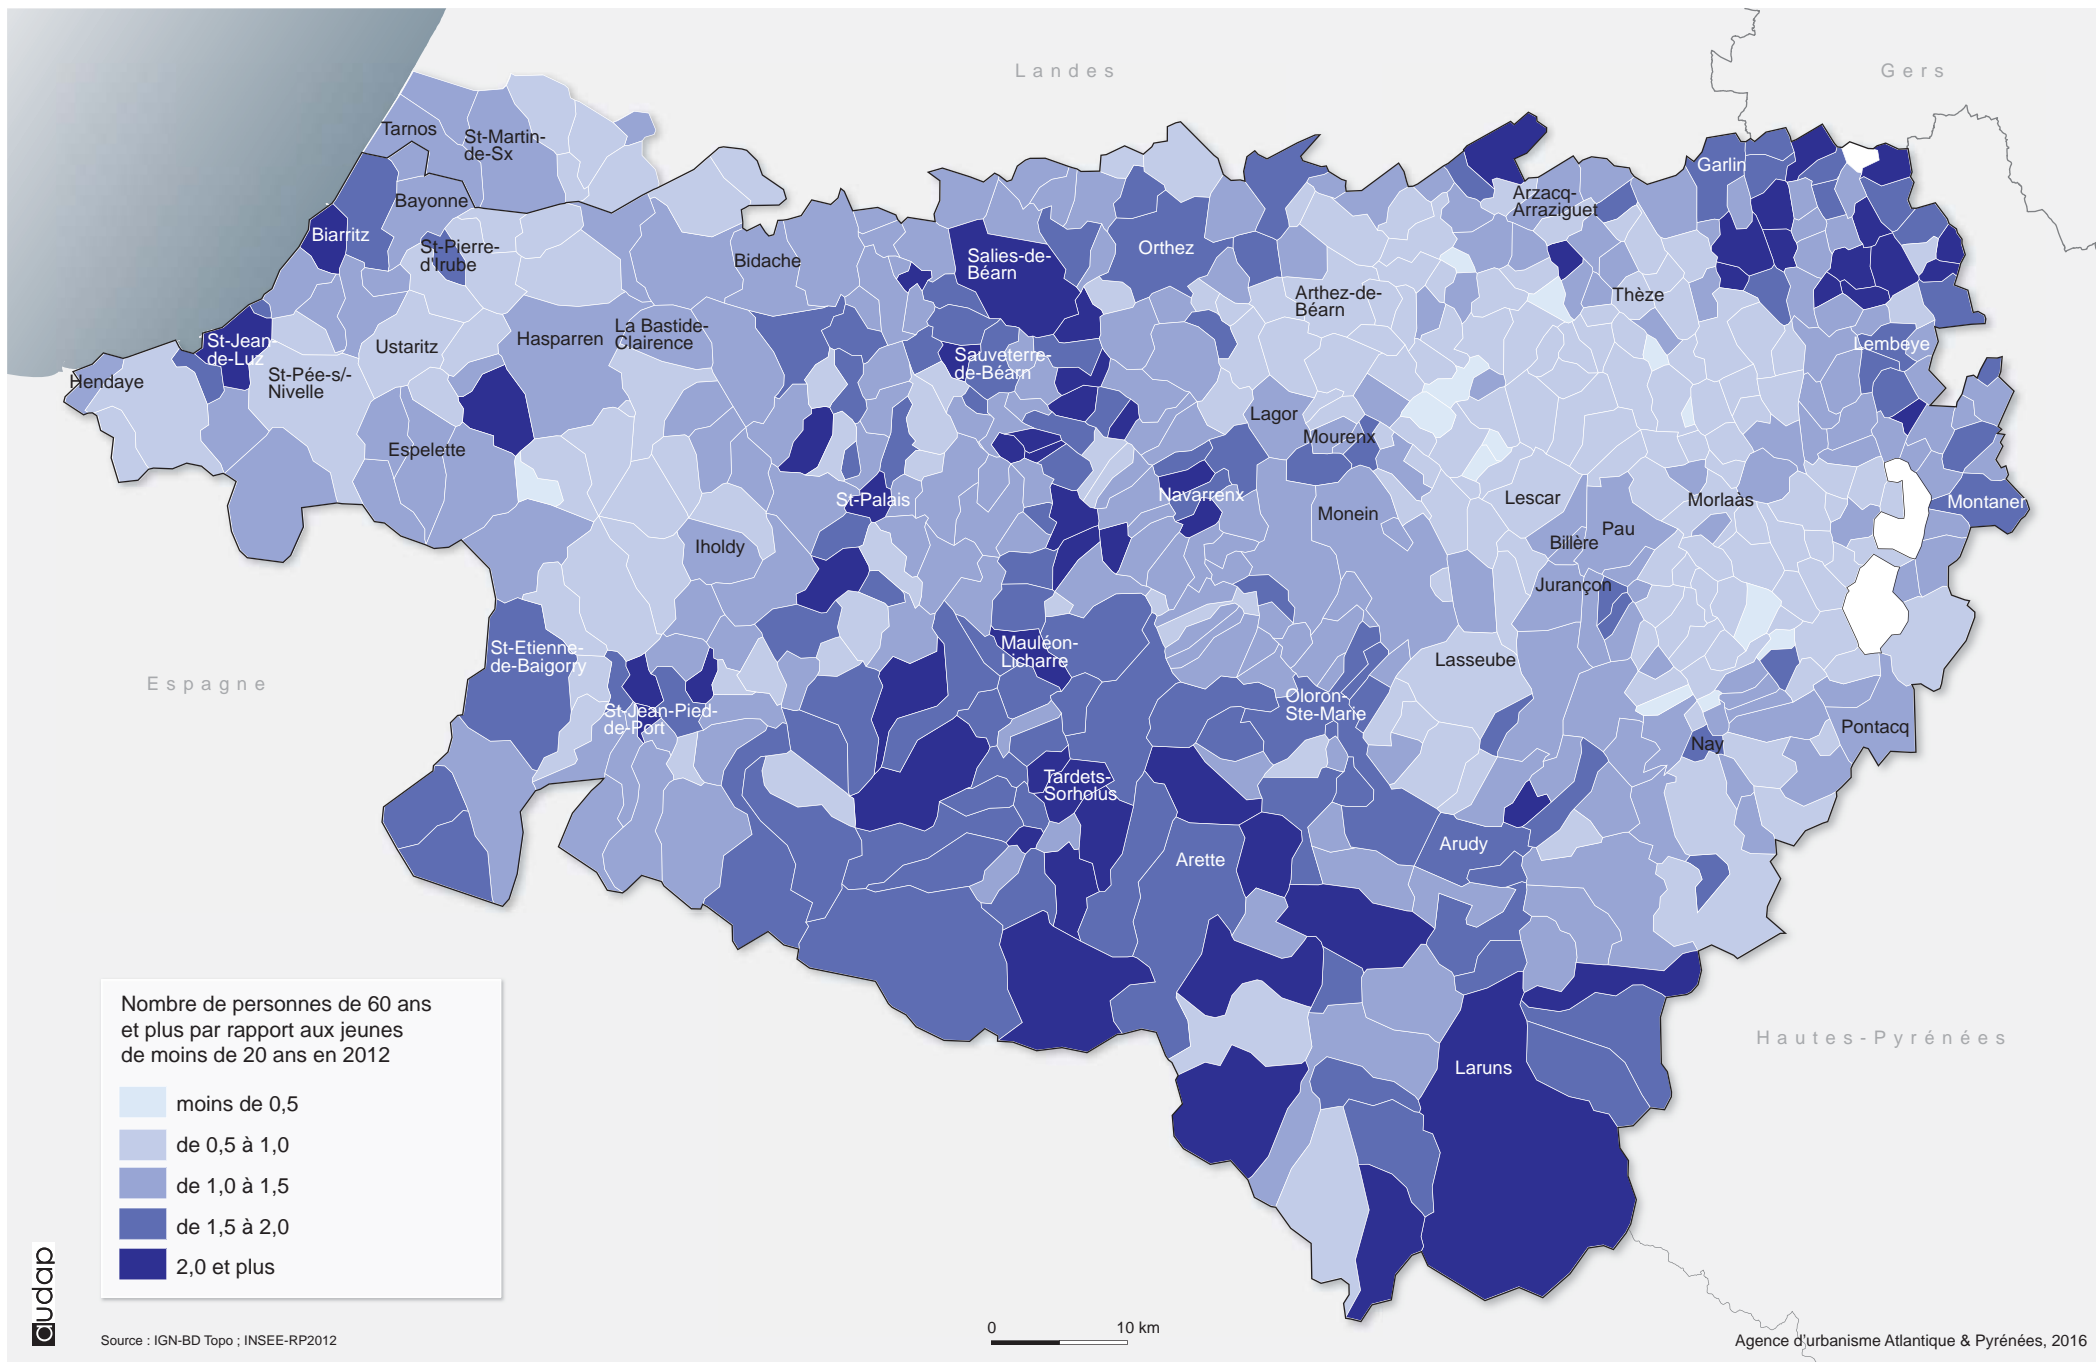 Landes
Gers
Tarnos
St-Martin-
de-Sx
Garlin
Bayonne
Arzacq-
Arraziguet
Biarritz
St-Pierre-
d'Irube
Bidache
Salies-de-
Béarn
Orthez
Arthez-de-
Béarn
Thèze
St-Jean-
de-Luz
Ustaritz
Hasparren
La Bastide-
Clairence
Sauveterre-
de-Béarn
Lembeye
Hendaye
St-Pée-s/-
Nivelle
Lagor
Mourenx
Espelette
St-Palais
Navarrenx
Monein
Lescar
Morlaàs
Montaner
Iholdy
Billère
Pau
Jurançon
St-Etienne-
de-Baigorry
Mauléon-
Licharre
Lasseube
Espagne
St-Jean-Pied-
de-Port
Oloron-
Ste-Marie
Nay
Pontacq
Tardets-
Sorholus
Arette
Arudy
Laruns
Hautes-Pyrénées
Nombre de personnes de 60 ans
et plus par rapport aux jeunes
de moins de 20 ans en 2012
moins de 0,5
de 0,5 à 1,0
de 1,0 à 1,5
de 1,5 à 2,0
2,0 et plus
audap
Source : IGN-BD Topo ; INSEE-RP2012
0 10 km
Agence d'urbanisme Atlantique & Pyrénées, 2016